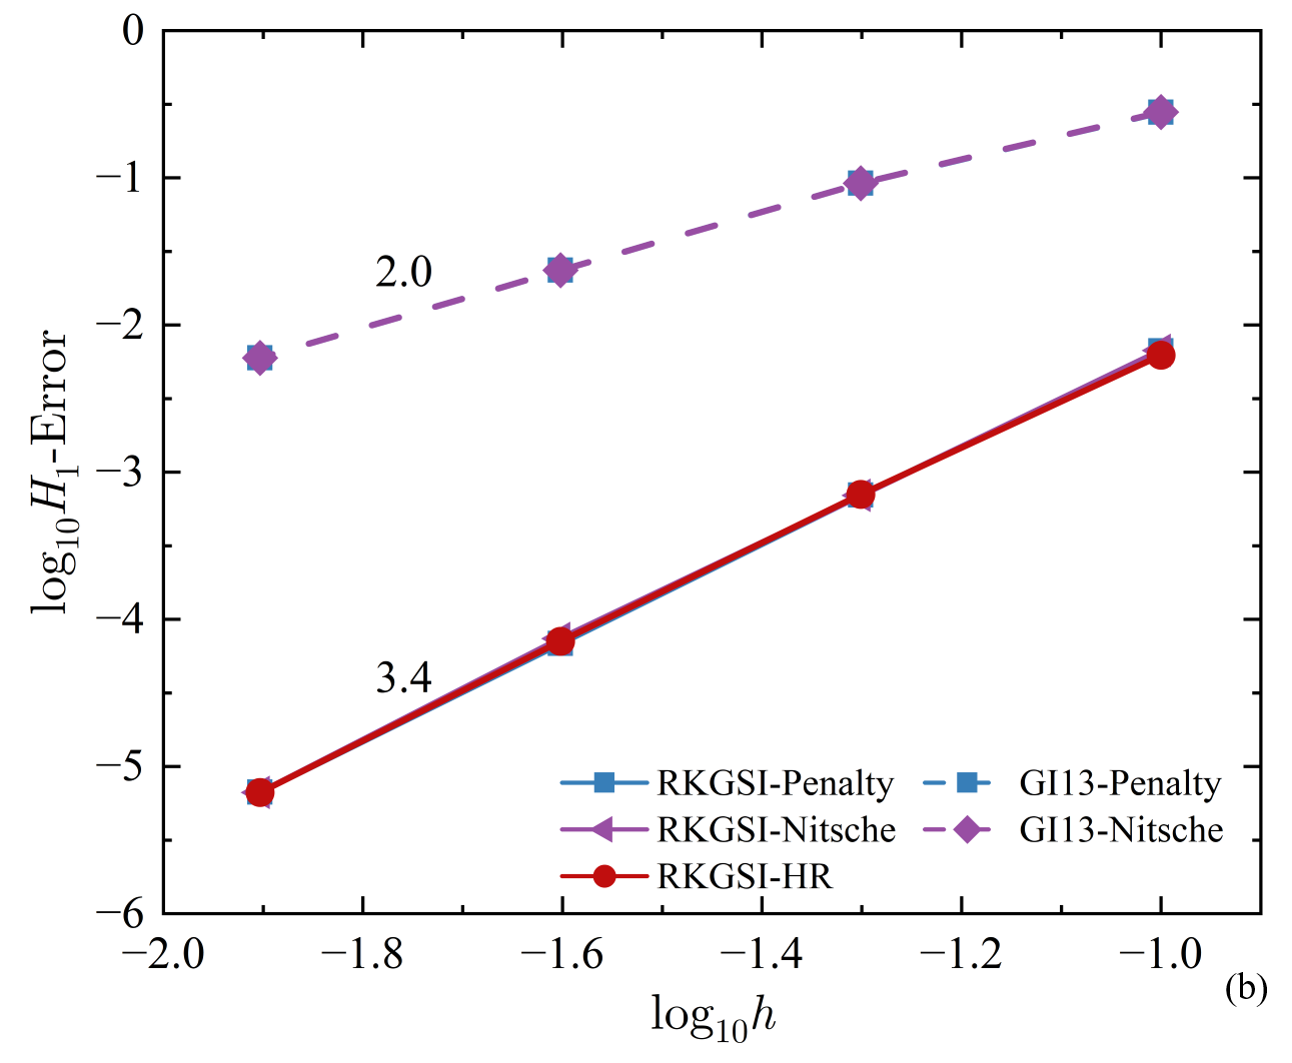 0
−1
−2
−3
−4
−5
−6
log₁₀H₁-Error
2.0
3.4
RKGSI-Penalty
GI13-Penalty
RKGSI-Nitsche
GI13-Nitsche
RKGSI-HR
−2.0 −1.8 −1.6 −1.4 −1.2 −1.0
log₁₀h
(b)